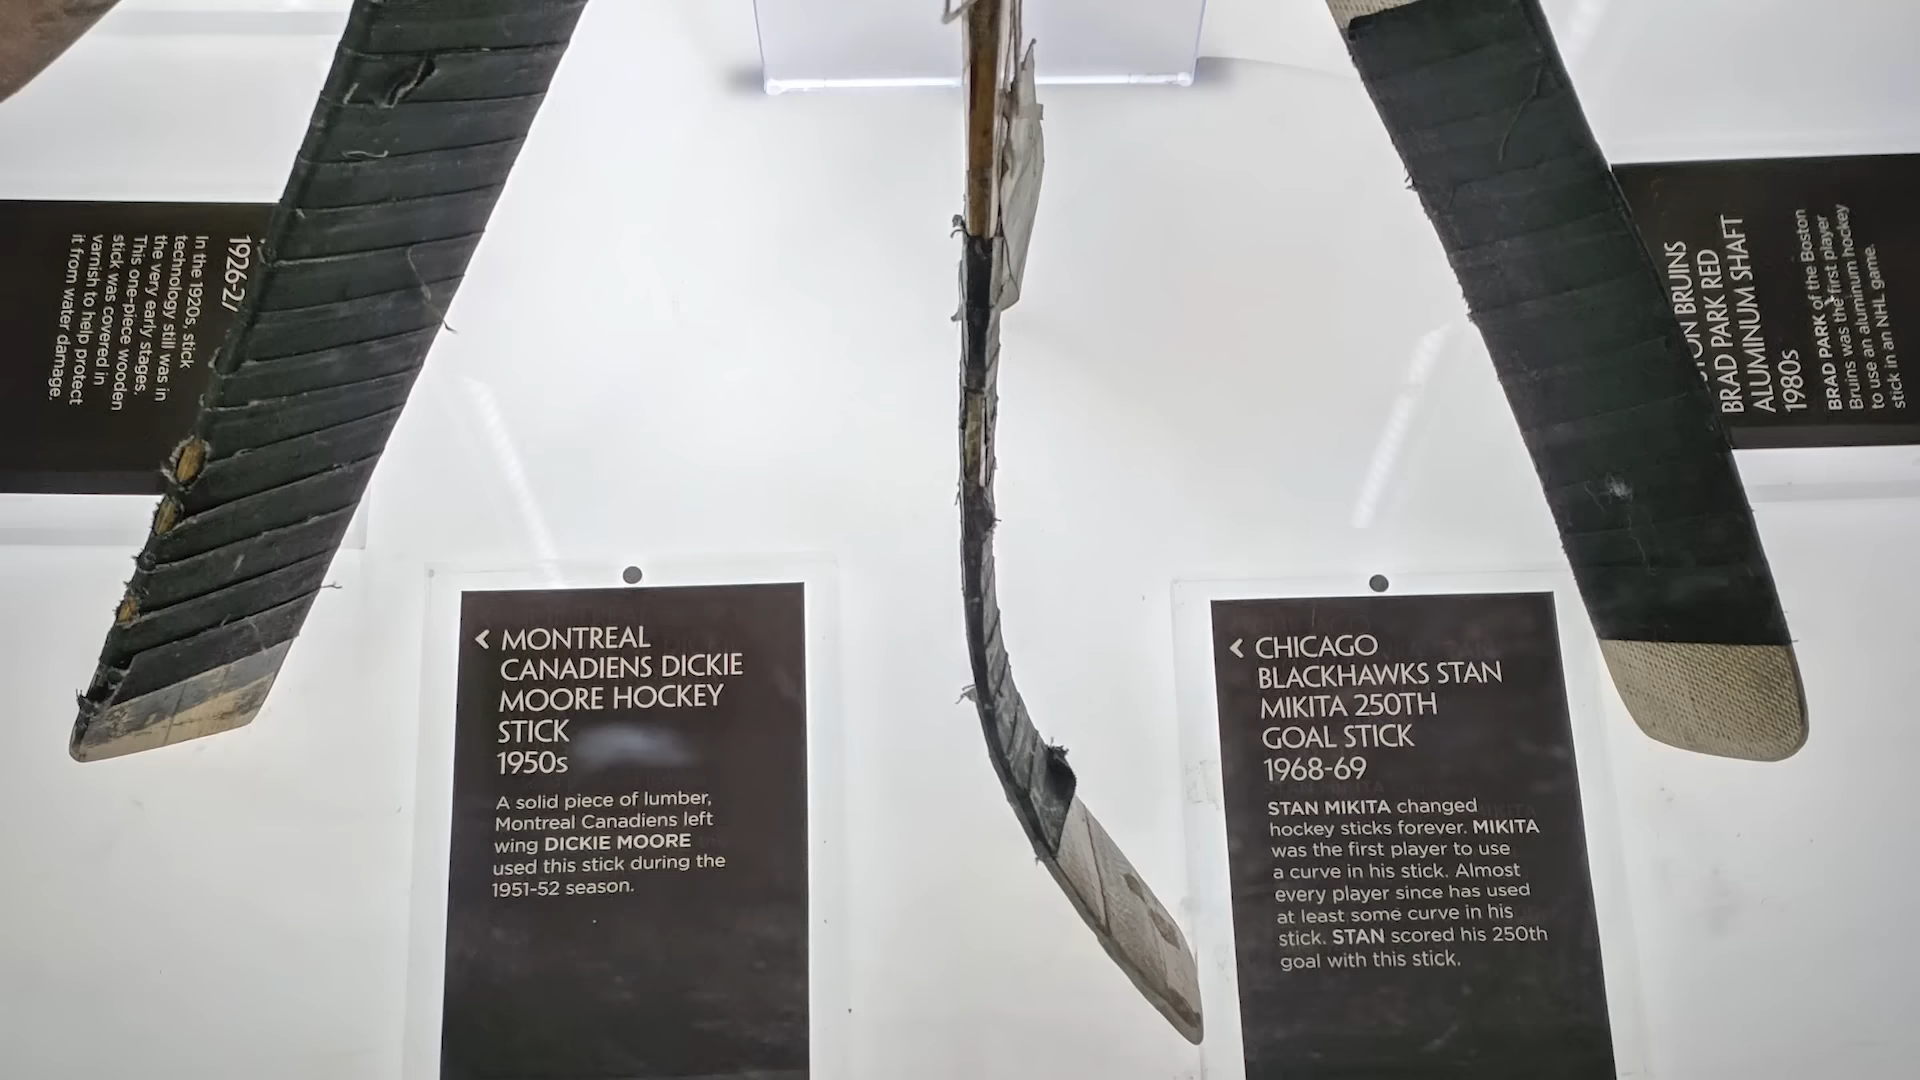 1926-27
In the 1920s, stick
technology still was in
the very early stages.
This one-piece wooden
stick was covered in
varnish to help protect
it from water damage.
< MONTREAL
CANADIENS DICKIE
MOORE HOCKEY
STICK
1950s
A solid piece of lumber,
Montreal Canadiens left
wing DICKIE MOORE
used this stick during the
1951-52 season.
< CHICAGO
BLACKHAWKS STAN
MIKITA 250TH
GOAL STICK
1968-69
STAN MIKITA changed
hockey sticks forever. MIKITA
was the first player to use
a curve in his stick. Almost
every player since has used
at least some curve in his
stick. STAN scored his 250th
goal with this stick.
BRUINS
BRAD PARK RED
ALUMINUM SHAFT
1980s
BRAD PARK of the Boston
Bruins was the first player
to use an aluminum hockey
stick in an NHL game.